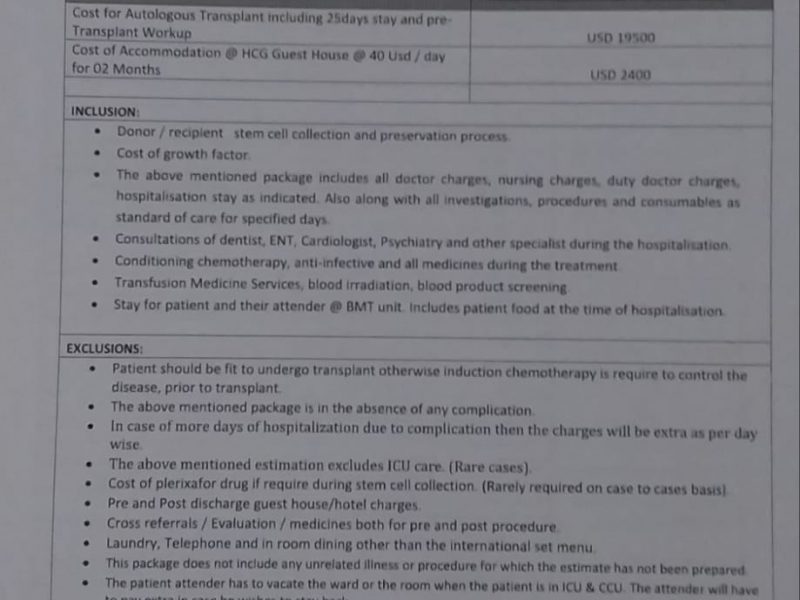 Cost for Autologous Transplant including 25days stay and pre-
Transplant Workup
USD 19500
Cost of Accommodation @ HCG Guest House @ 40 Usd / day
for 02 Months
USD 2400
INCLUSION:
• Donor / recipient stem cell collection and preservation process.
• Cost of growth factor.
• The above mentioned package includes all doctor charges, nursing charges, duty doctor charges,
hospitalisation stay as indicated. Also along with all investigations, procedures and consumables as
standard of care for specified days.
• Consultations of dentist, ENT, Cardiologist, Psychiatry and other specialist during the hospitalisation.
• Conditioning chemotherapy, anti-infective and all medicines during the treatment
• Transfusion Medicine Services, blood irradiation, blood product screening.
• Stay for patient and their attender @ BMT unit. Includes patient food at the time of hospitalisation.
EXCLUSIONS:
• Patient should be fit to undergo transplant otherwise induction chemotherapy is require to control the
disease, prior to transplant.
• The above mentioned package is in the absence of any complication.
• In case of more days of hospitalization due to complication then the charges will be extra as per day
wise.
• The above mentioned estimation excludes ICU care. (Rare cases).
• Cost of plerixafor drug if require during stem cell collection. (Rarely required on case to cases basis).
• Pre and Post discharge guest house/hotel charges.
• Cross referrals / Evaluation / medicines both for pre and post procedure.
• Laundry, Telephone and in room dining other than the international set menu.
• This package does not include any unrelated illness or procedure for which the estimate has not been prepared.
• The patient attender has to vacate the ward or the room when the patient is in ICU & CCU. The attender will have